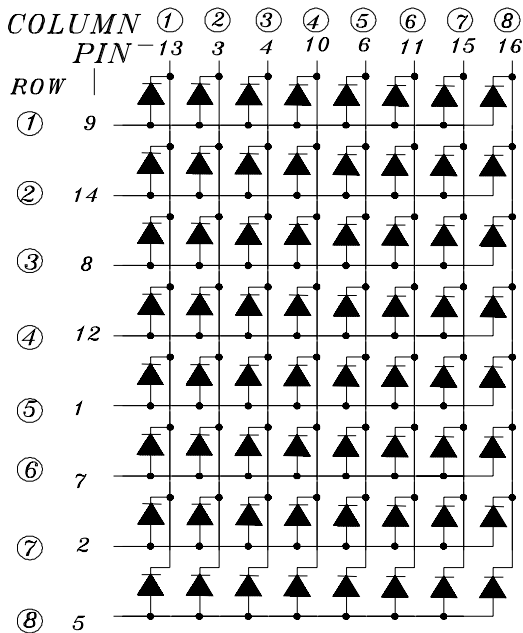 COLUMN ① ② ③ ④ ⑤ ⑥ ⑦ ⑧
PIN 13 3 4 10 6 11 15 16
ROW
① 9
② 14
③ 8
④ 12
⑤ 1
⑥ 7
⑦ 2
⑧ 5